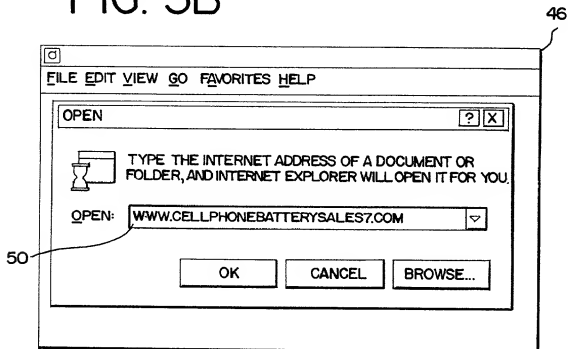 FIG. 5B
46
FILE EDIT VIEW GO FAVORITES HELP
OPEN ? X
TYPE THE INTERNET ADDRESS OF A DOCUMENT OR
FOLDER, AND INTERNET EXPLORER WILL OPEN IT FOR YOU.
OPEN: WWW.CELLPHONEBATTERYSALES7.COM
50
OK CANCEL BROWSE...